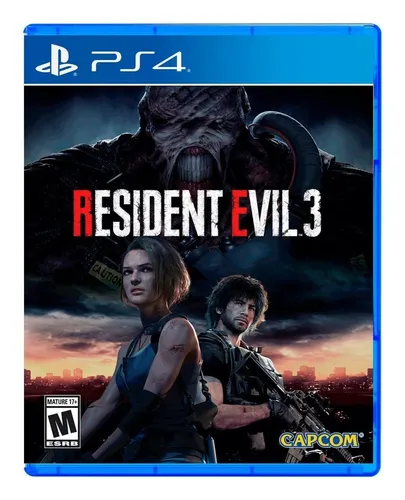 PS4
RESIDENT EVIL 3
CAUTION
MATURE 17+
M
ESRB
CAPCOM